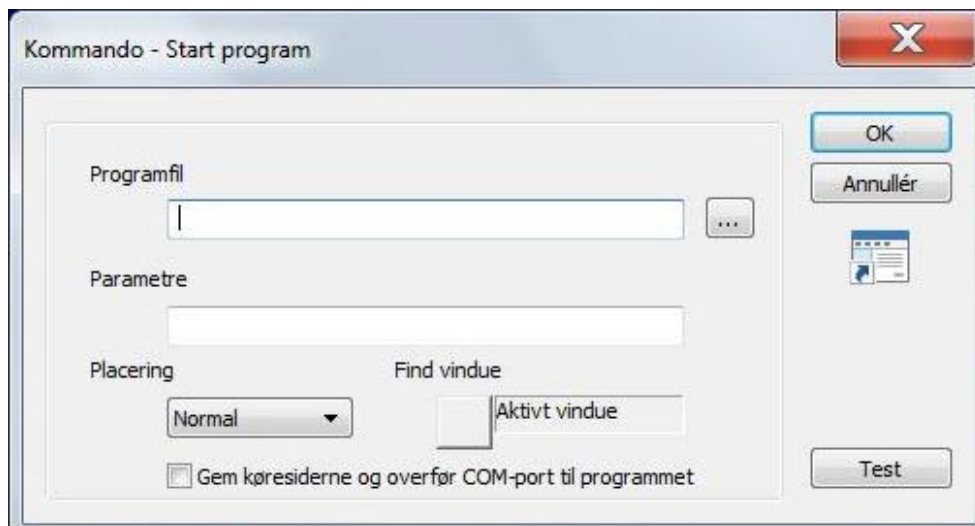 Kommando - Start program
OK
Programfil
Annullér
...
Parametre
Placering
Find vindue
Normal
Aktivt vindue
Gem køresiderne og overfør COM-port til programmet
Test